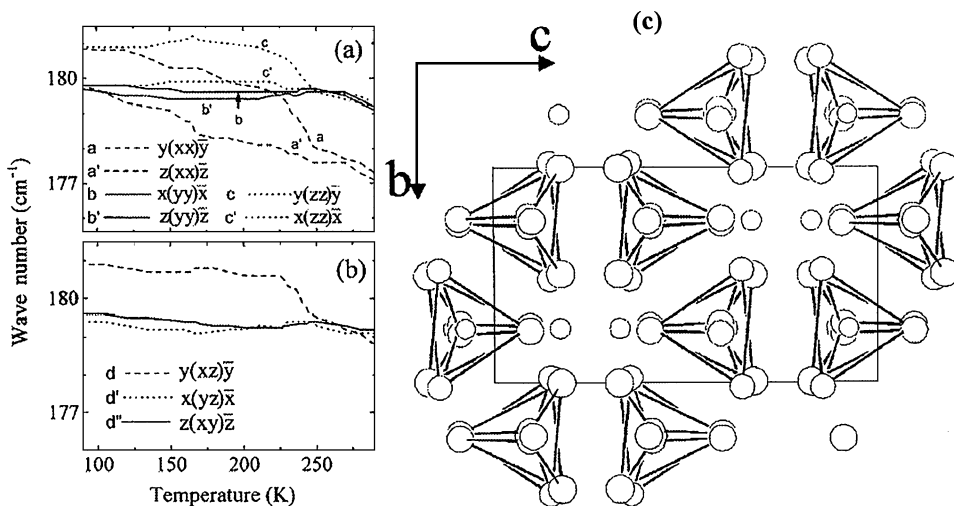 (a)
180
177
c
c'
b'
b
a'
a
a y(xx)y̅
a' z(xx)z̅
b x(yy)x̅ c y(zz)y̅
b' z(yy)z̅ c' x(zz)x̅
Wave number (cm⁻¹)
(b)
180
177
d y(xz)y̅
d' x(yz)x̅
d" z(xy)z̅
100 150 200 250
Temperature (K)
(c)
c
b